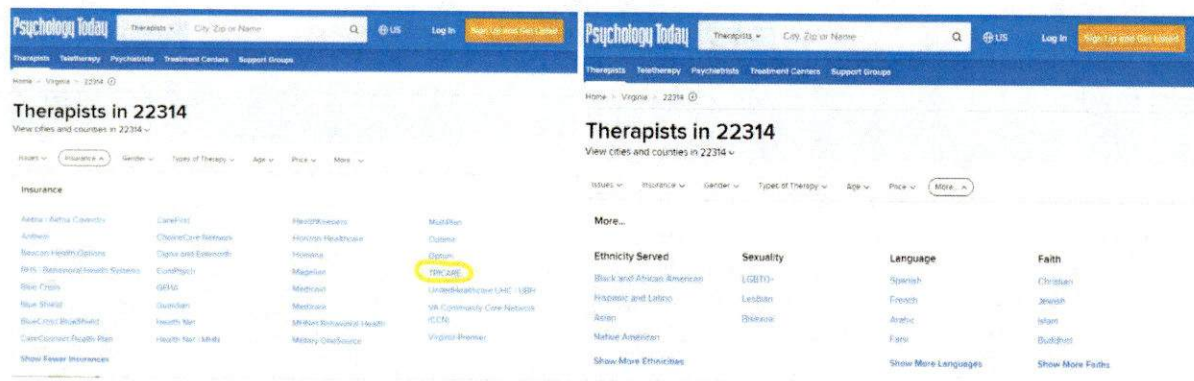 Psychology Today Therapists City, Zip or Name US Log In Sign Up and Get Listed
Therapists Teletherapy Psychiatrists Treatment Centers Support Groups
Home Virginia 22314
Therapists in 22314
View cities and counties in 22314
Issues Insurance Gender Types of Therapy Age Price More
Insurance
Aetna | Aetna Coventry CareFirst HealthKeepers MultiPlan
Anthem ChoiceCare Network Horizon Healthcare Optima
Beacon Health Options Cigna and Evernorth Humana Optum
BHS | Behavioral Health Systems EuroPsych Magellan TRICARE
Blue Cross GEHA Medicaid UnitedHealthcare UHC | UBH
Blue Shield Guardian Medicare VA Community Care Network
(CCN)
BlueCross BlueShield Health Net MHNet Behavioral Health
CareConnect Health Plan Health Net | MHN Military OneSource Virginia Premier
Show Fewer Insurances
Psychology Today Therapists City, Zip or Name US Log In Sign Up and Get Listed
Therapists Teletherapy Psychiatrists Treatment Centers Support Groups
Home Virginia 22314
Therapists in 22314
View cities and counties in 22314
Issues Insurance Gender Types of Therapy Age Price More...
More...
Ethnicity Served Sexuality Language Faith
Black and African American LGBTQ+ Spanish Christian
Hispanic and Latino Lesbian French Jewish
Asian Bisexual Arabic Islam
Native American Farsi Buddhist
Show More Ethnicities Show More Languages Show More Faiths